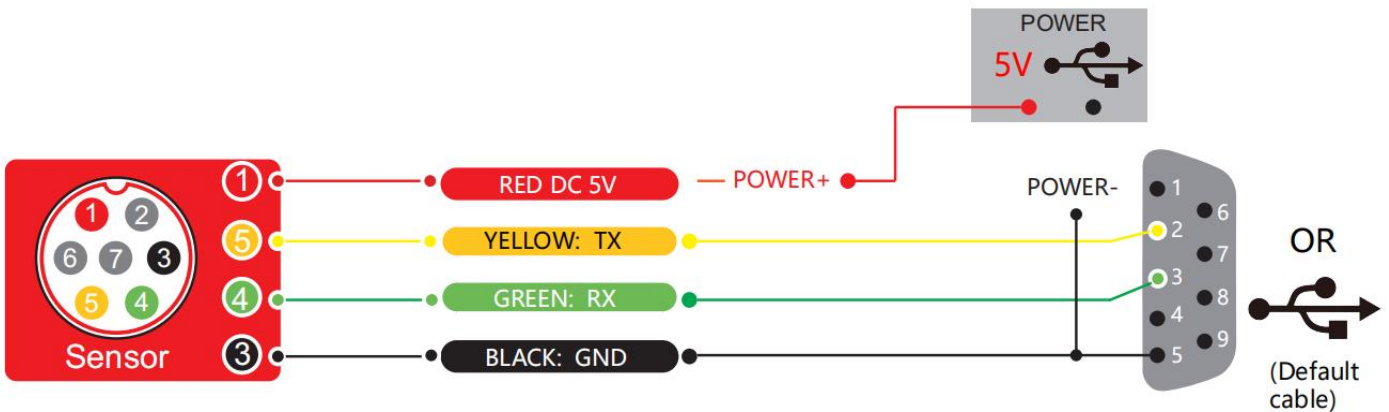 POWER
5V
1 RED DC 5V POWER+
POWER-
1 2
6 7 3
5 4
Sensor
5 YELLOW: TX
4 GREEN: RX
3 BLACK: GND
1
6
2
7
3
8
4
9
5
OR
(Default
cable)